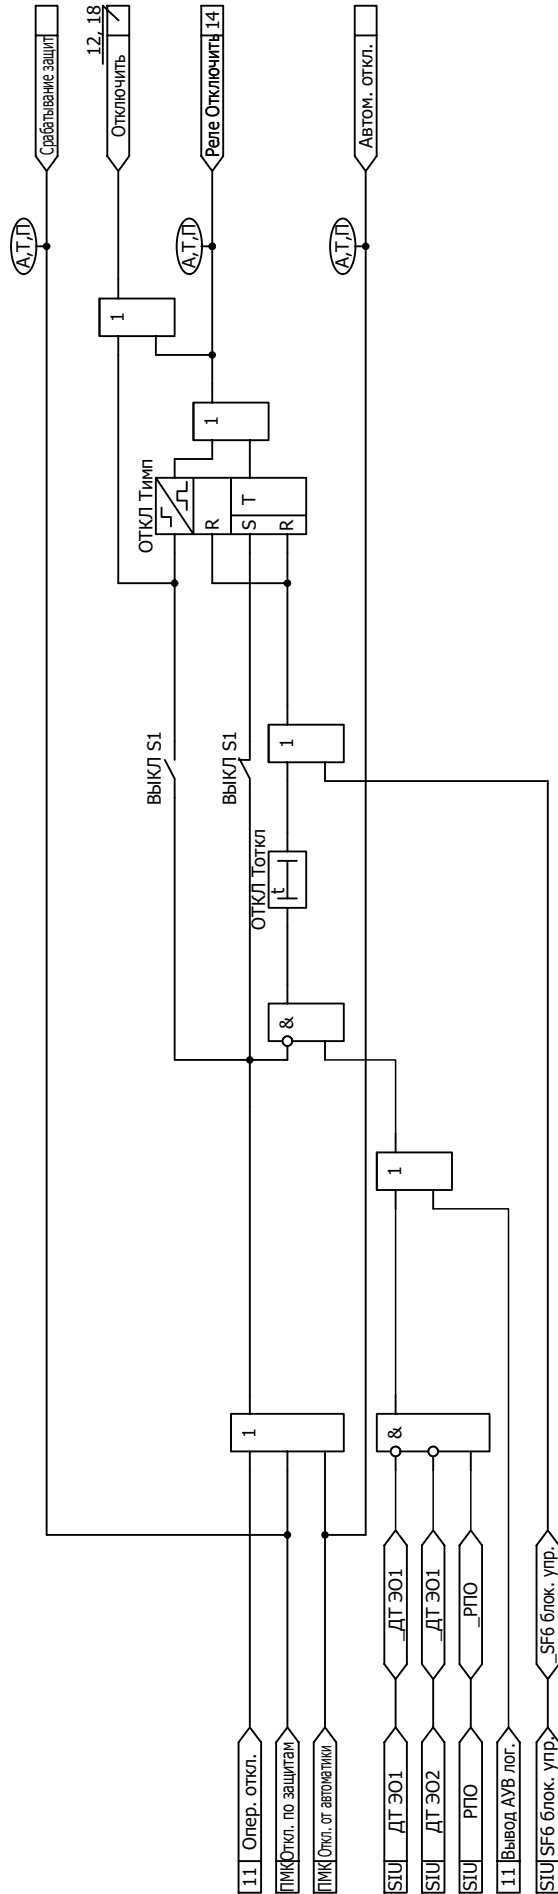 Срабатывание защит
12, 18
Отключить
Реле Отключить 14
Автом. откл.
А,Т,П
А,Т,П
А,Т,П
1
1
ОТКЛ Тимп
R
S T
R
ВЫКЛ S1
ВЫКЛ S1
1
ОТКЛ Тоткл
t
&
1
1
&
11 Опер. откл.
ПМК Откл. по защитам
ПМК Откл. от автоматики
SIU ДТ ЭО1 _ДТ ЭО1
SIU ДТ ЭО2 _ДТ ЭО1
SIU РПО _РПО
11 Вывод АУВ лог.
SIU SF6 блок. упр. _SF6 блок. упр.